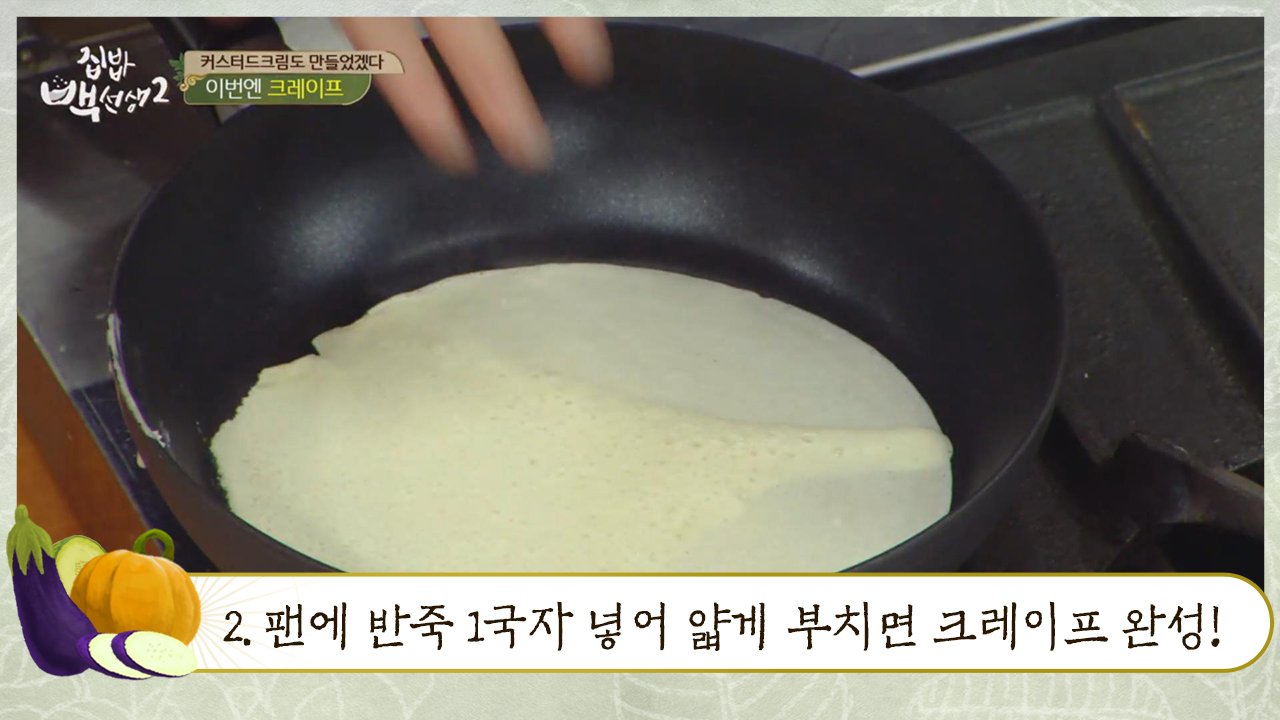 집밥
백선생2
커스터드크림도 만들었겠다
이번엔 크레이프
2. 팬에 반죽 1국자 넣어 얇게 부치면 크레이프 완성!